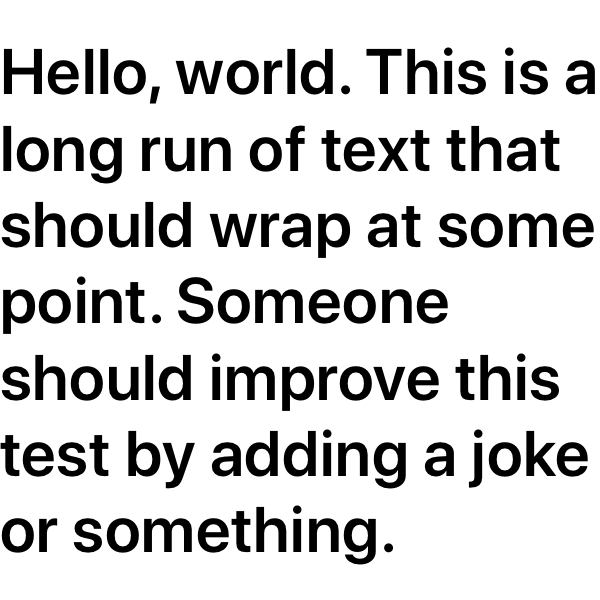 Hello, world. This is a
long run of text that
should wrap at some
point. Someone
should improve this
test by adding a joke
or something.